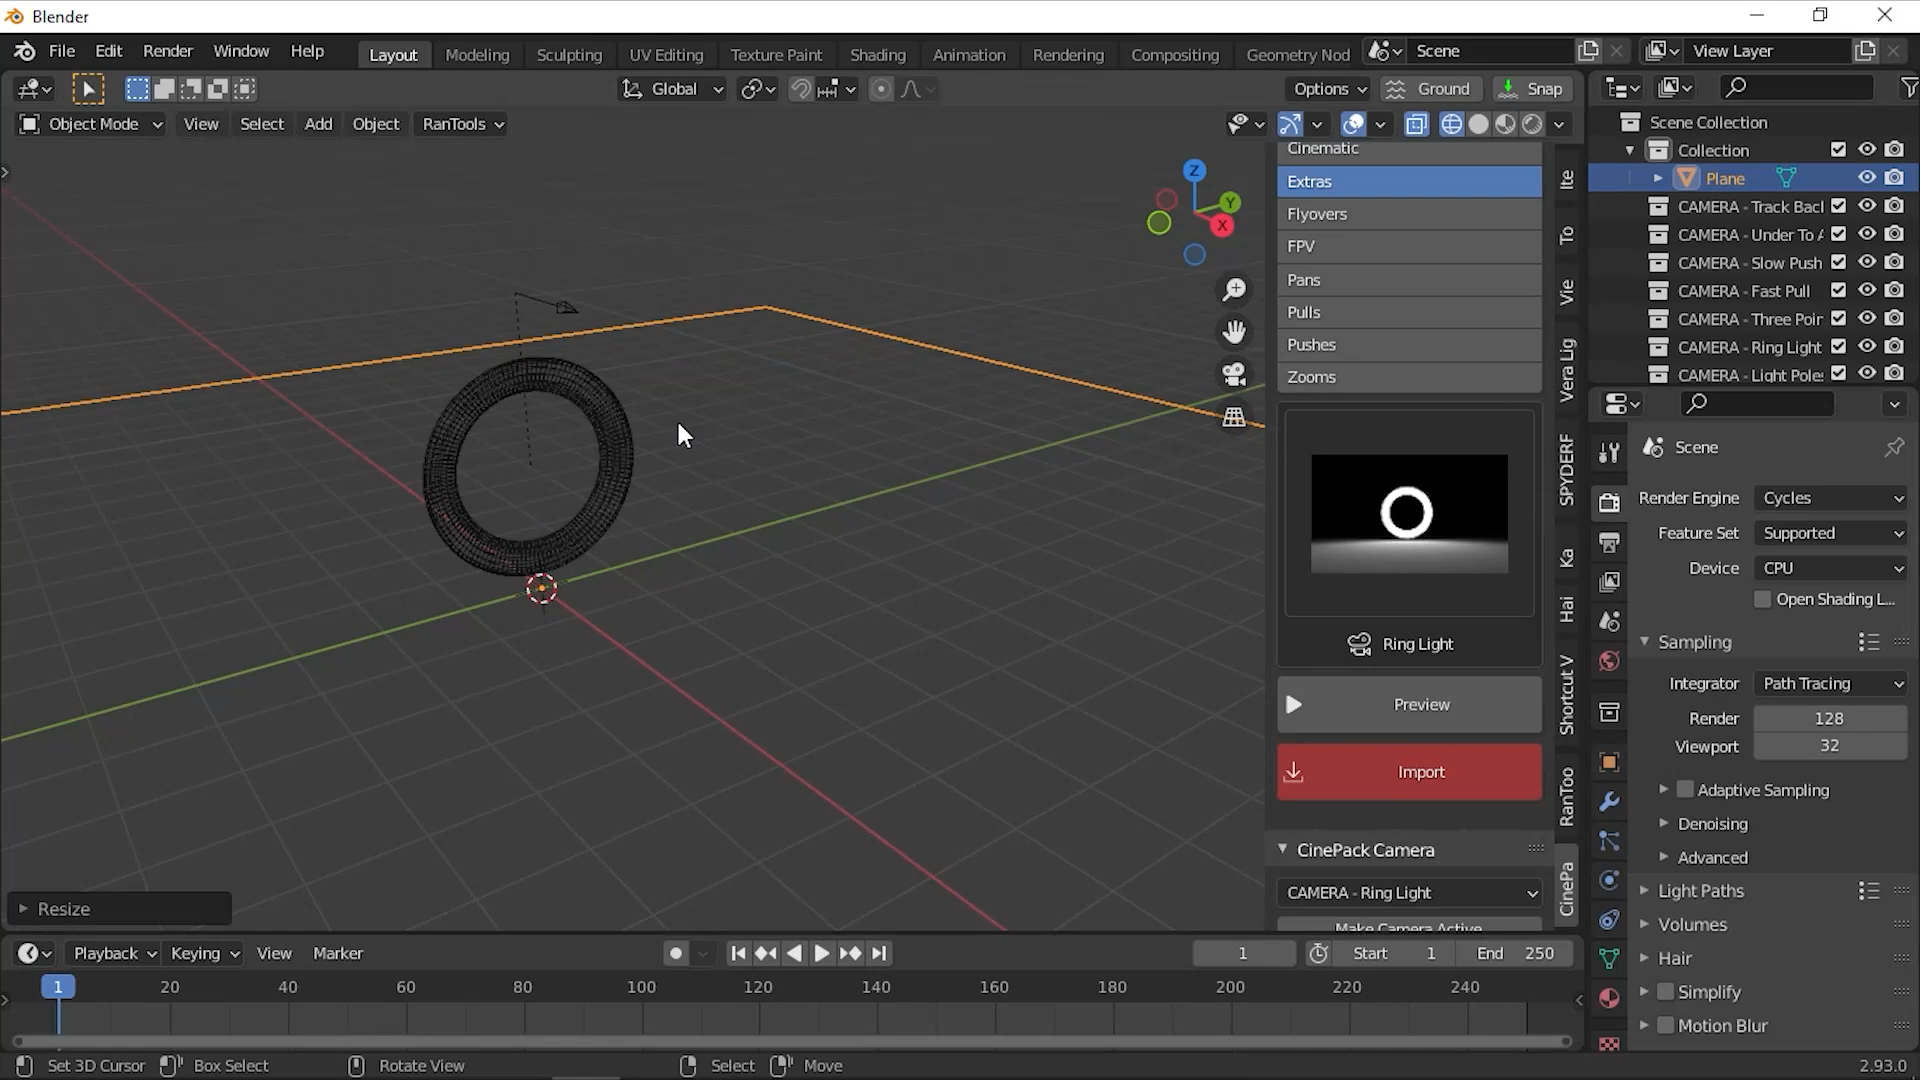 Blender
File Edit Render Window Help
Layout Modeling Sculpting UV Editing Texture Paint Shading Animation Rendering Compositing Geometry Nod
Scene
View Layer
Global
Options
Ground
Snap
Object Mode View Select Add Object RanTools
Z
Y
X
Cinematic
Extras
Flyovers
FPV
Pans
Pulls
Pushes
Zooms
Ring Light
Preview
Import
CinePack Camera
CAMERA - Ring Light
Make Camera Active
Ite
To
Vie
Vera Lig
SPYDERF
Ka
Hai
Shortcut V
RanToo
CinePa
Scene Collection
Collection
Plane
CAMERA - Track Bacl
CAMERA - Under To A
CAMERA - Slow Push
CAMERA - Fast Pull
CAMERA - Three Poir
CAMERA - Ring Light
CAMERA - Light Pole:
Scene
Render Engine Cycles
Feature Set Supported
Device CPU
Open Shading L...
Sampling
Integrator Path Tracing
Render 128
Viewport 32
Adaptive Sampling
Denoising
Advanced
Light Paths
Volumes
Hair
Simplify
Motion Blur
Resize
Playback Keying View Marker
1 Start 1 End 250
1 20 40 60 80 100 120 140 160 180 200 220 240
Set 3D Cursor Box Select Rotate View Select Move 2.93.0